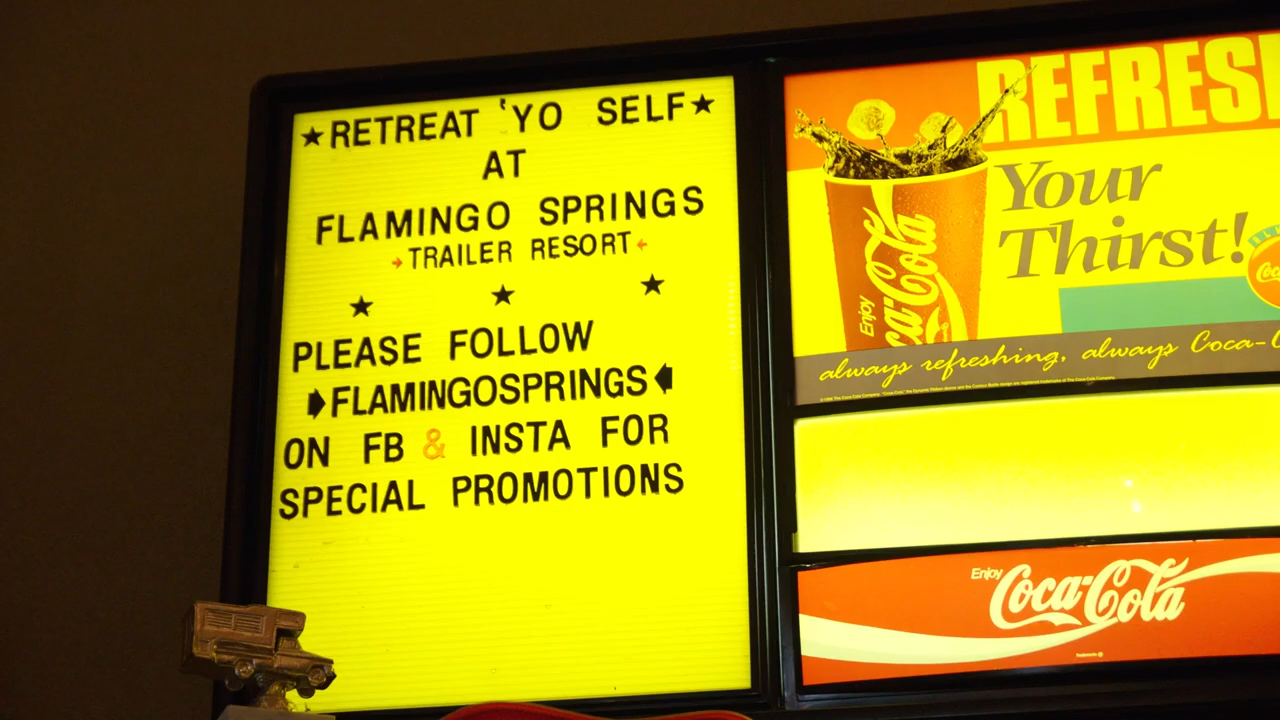 ★RETREAT 'YO SELF★
AT
FLAMINGO SPRINGS
➔TRAILER RESORT←
★ ★ ★
PLEASE FOLLOW
➧FLAMINGOSPRINGS⬅
ON FB & INSTA FOR
SPECIAL PROMOTIONS
REFRES
Your
Thirst!
Enjoy
Coca-Cola
always refreshing, always Coca-C
Enjoy
Coca-Cola